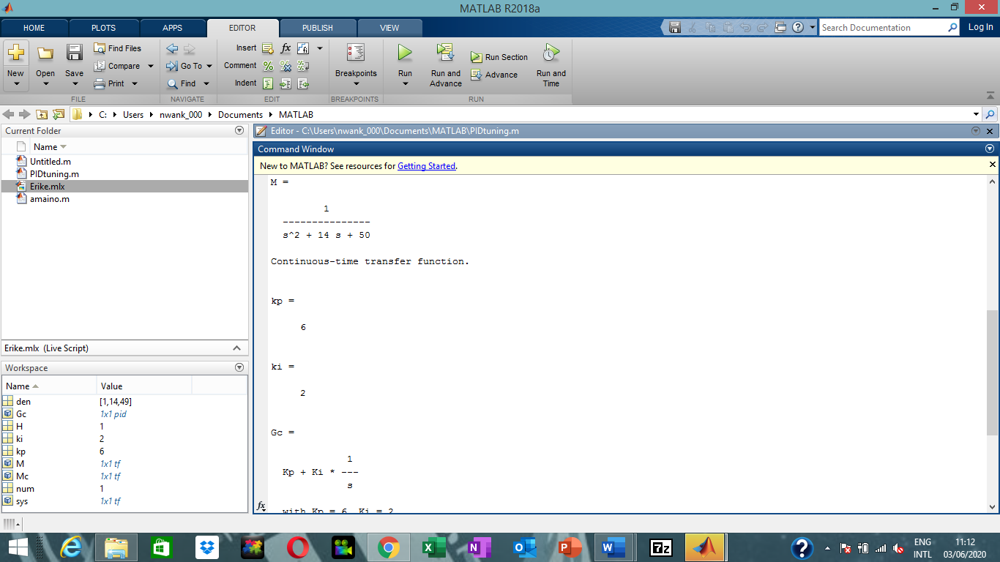 MATLAB R2018a
HOME PLOTS APPS EDITOR PUBLISH VIEW
Search Documentation
Log In
New
Open
Save
Find Files
Compare
Print
FILE
Go To
Find
NAVIGATE
Insert
fx
Comment
Indent
EDIT
Breakpoints
BREAKPOINTS
Run
Run and
Advance
Run Section
Advance
Run and
Time
RUN
C: Users nwank_000 Documents MATLAB
Current Folder
Name
Untitled.m
PIDtuning.m
Erike.mlx
amaino.m
Erike.mlx (Live Script)
Workspace
Name Value
den [1,14,49]
Gc 1x1 pid
H 1
ki 2
kp 6
M 1x1 tf
Mc 1x1 tf
num 1
sys 1x1 tf
Editor - C:\Users\nwank_000\Documents\MATLAB\PIDtuning.m
Command Window
New to MATLAB? See resources for Getting Started.
M =
1
---------------
s^2 + 14 s + 50
Continuous-time transfer function.
kp =
6
ki =
2
Gc =
1
Kp + Ki * ---
s
with Kp = 6, Ki = 2
fx
ENG
INTL
11:12
03/06/2020